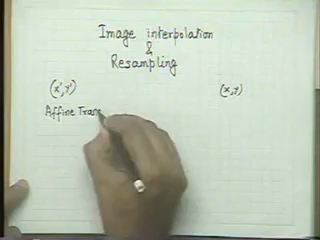 Image interpolation
&
Resampling
(x', y') (x, y)
Affine Trans